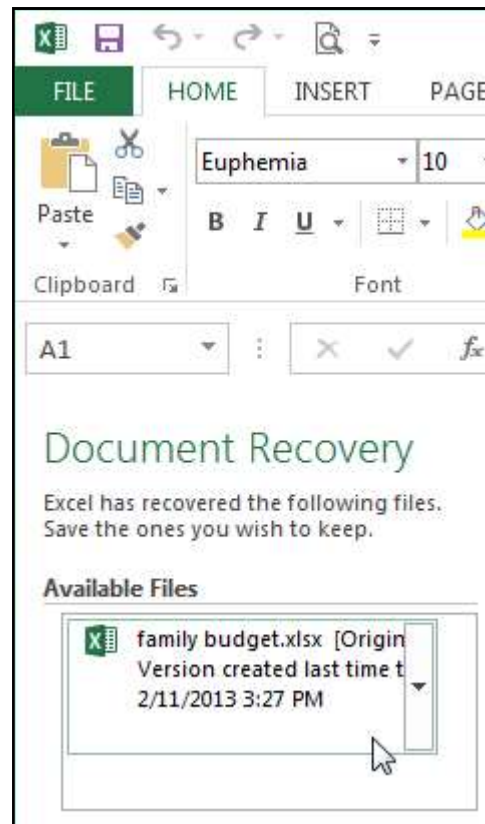 FILE HOME INSERT PAGE
Euphemia 10
Paste B I U
Clipboard Font
A1 fx
Document Recovery
Excel has recovered the following files.
Save the ones you wish to keep.
Available Files
family budget.xlsx [Origin
Version created last time t
2/11/2013 3:27 PM